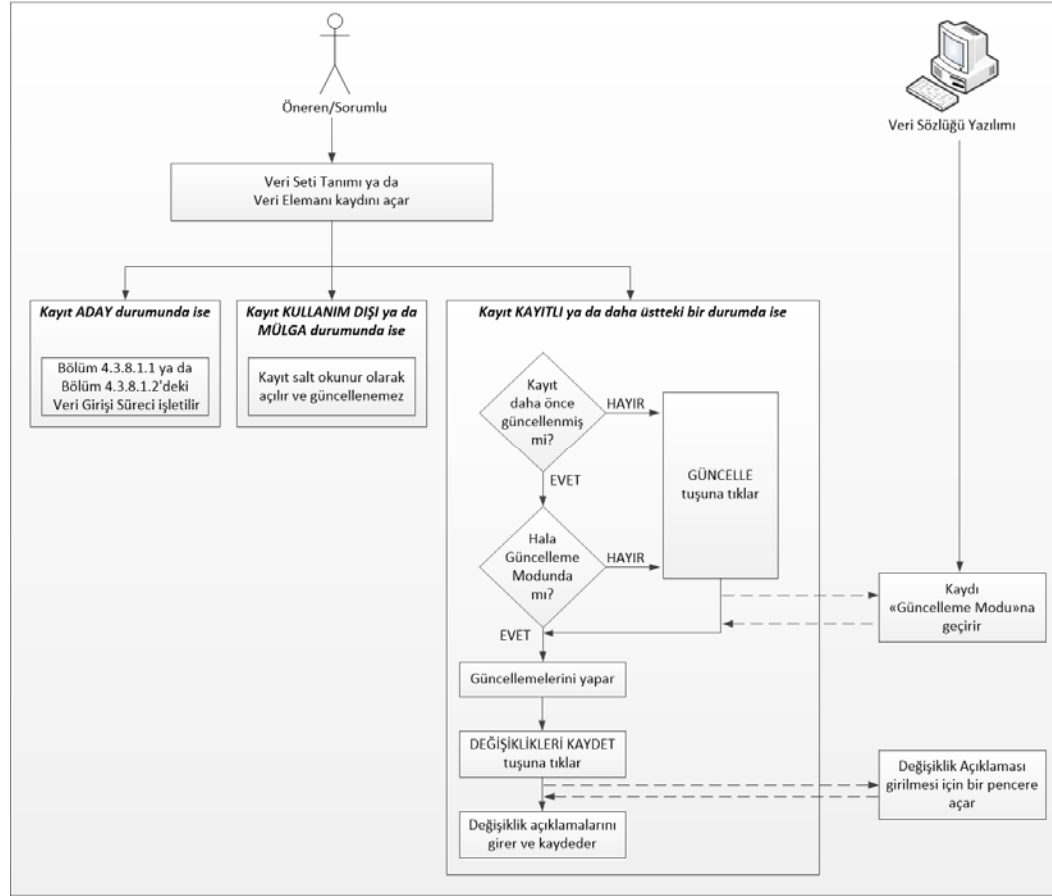 Öneren/Sorumlu
Veri Sözlüğü Yazılımı
Veri Seti Tanımı ya da
Veri Elemanı kaydını açar
Kayıt ADAY durumunda ise
Bölüm 4.3.8.1.1 ya da
Bölüm 4.3.8.1.2'deki
Veri Girişi Süreci işletilir
Kayıt KULLANIM DIŞI ya da
MÜLGA durumunda ise
Kayıt salt okunur olarak
açılır ve güncellenemez
Kayıt KAYITLI ya da daha üstteki bir durumda ise
Kayıt
daha önce
güncellenmiş
mi?
HAYIR
EVET
GÜNCELLE
tuşuna tıklar
Hala
Güncelleme
Modunda
mı?
HAYIR
EVET
Kaydı
«Güncelleme Modu»na
geçirir
Güncellemelerini yapar
DEĞİŞİKLİKLERİ KAYDET
tuşuna tıklar
Değişiklik Açıklaması
girilmesi için bir pencere
açar
Değişiklik açıklamalarını
girer ve kaydeder